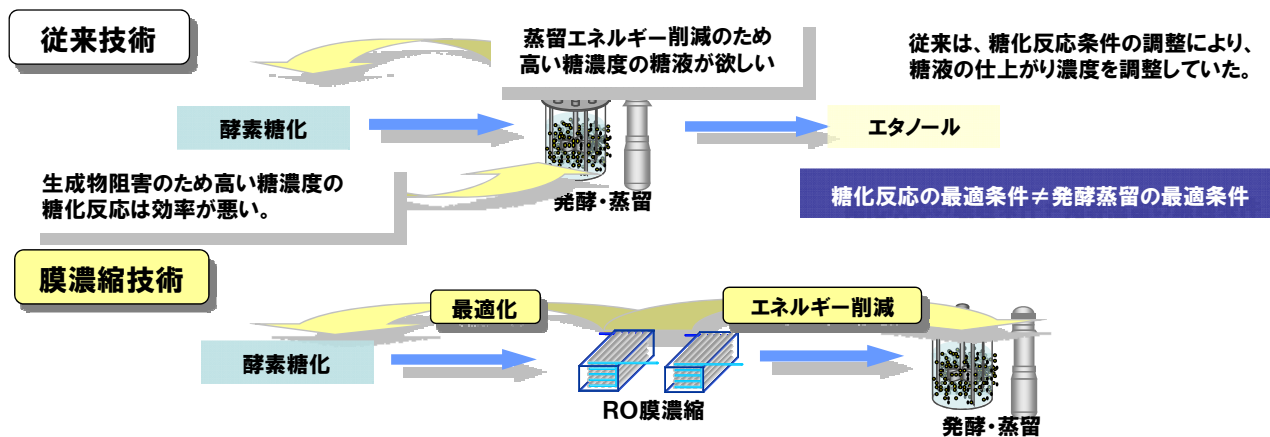 従来技術
蒸留エネルギー削減のため
高い糖濃度の糖液が欲しい
従来は、糖化反応条件の調整により、
糖液の仕上がり濃度を調整していた。
酵素糖化
エタノール
生成物阻害のため高い糖濃度の
糖化反応は効率が悪い。
発酵・蒸留
糖化反応の最適条件≠発酵蒸留の最適条件
膜濃縮技術
最適化
エネルギー削減
酵素糖化
RO膜濃縮
発酵・蒸留